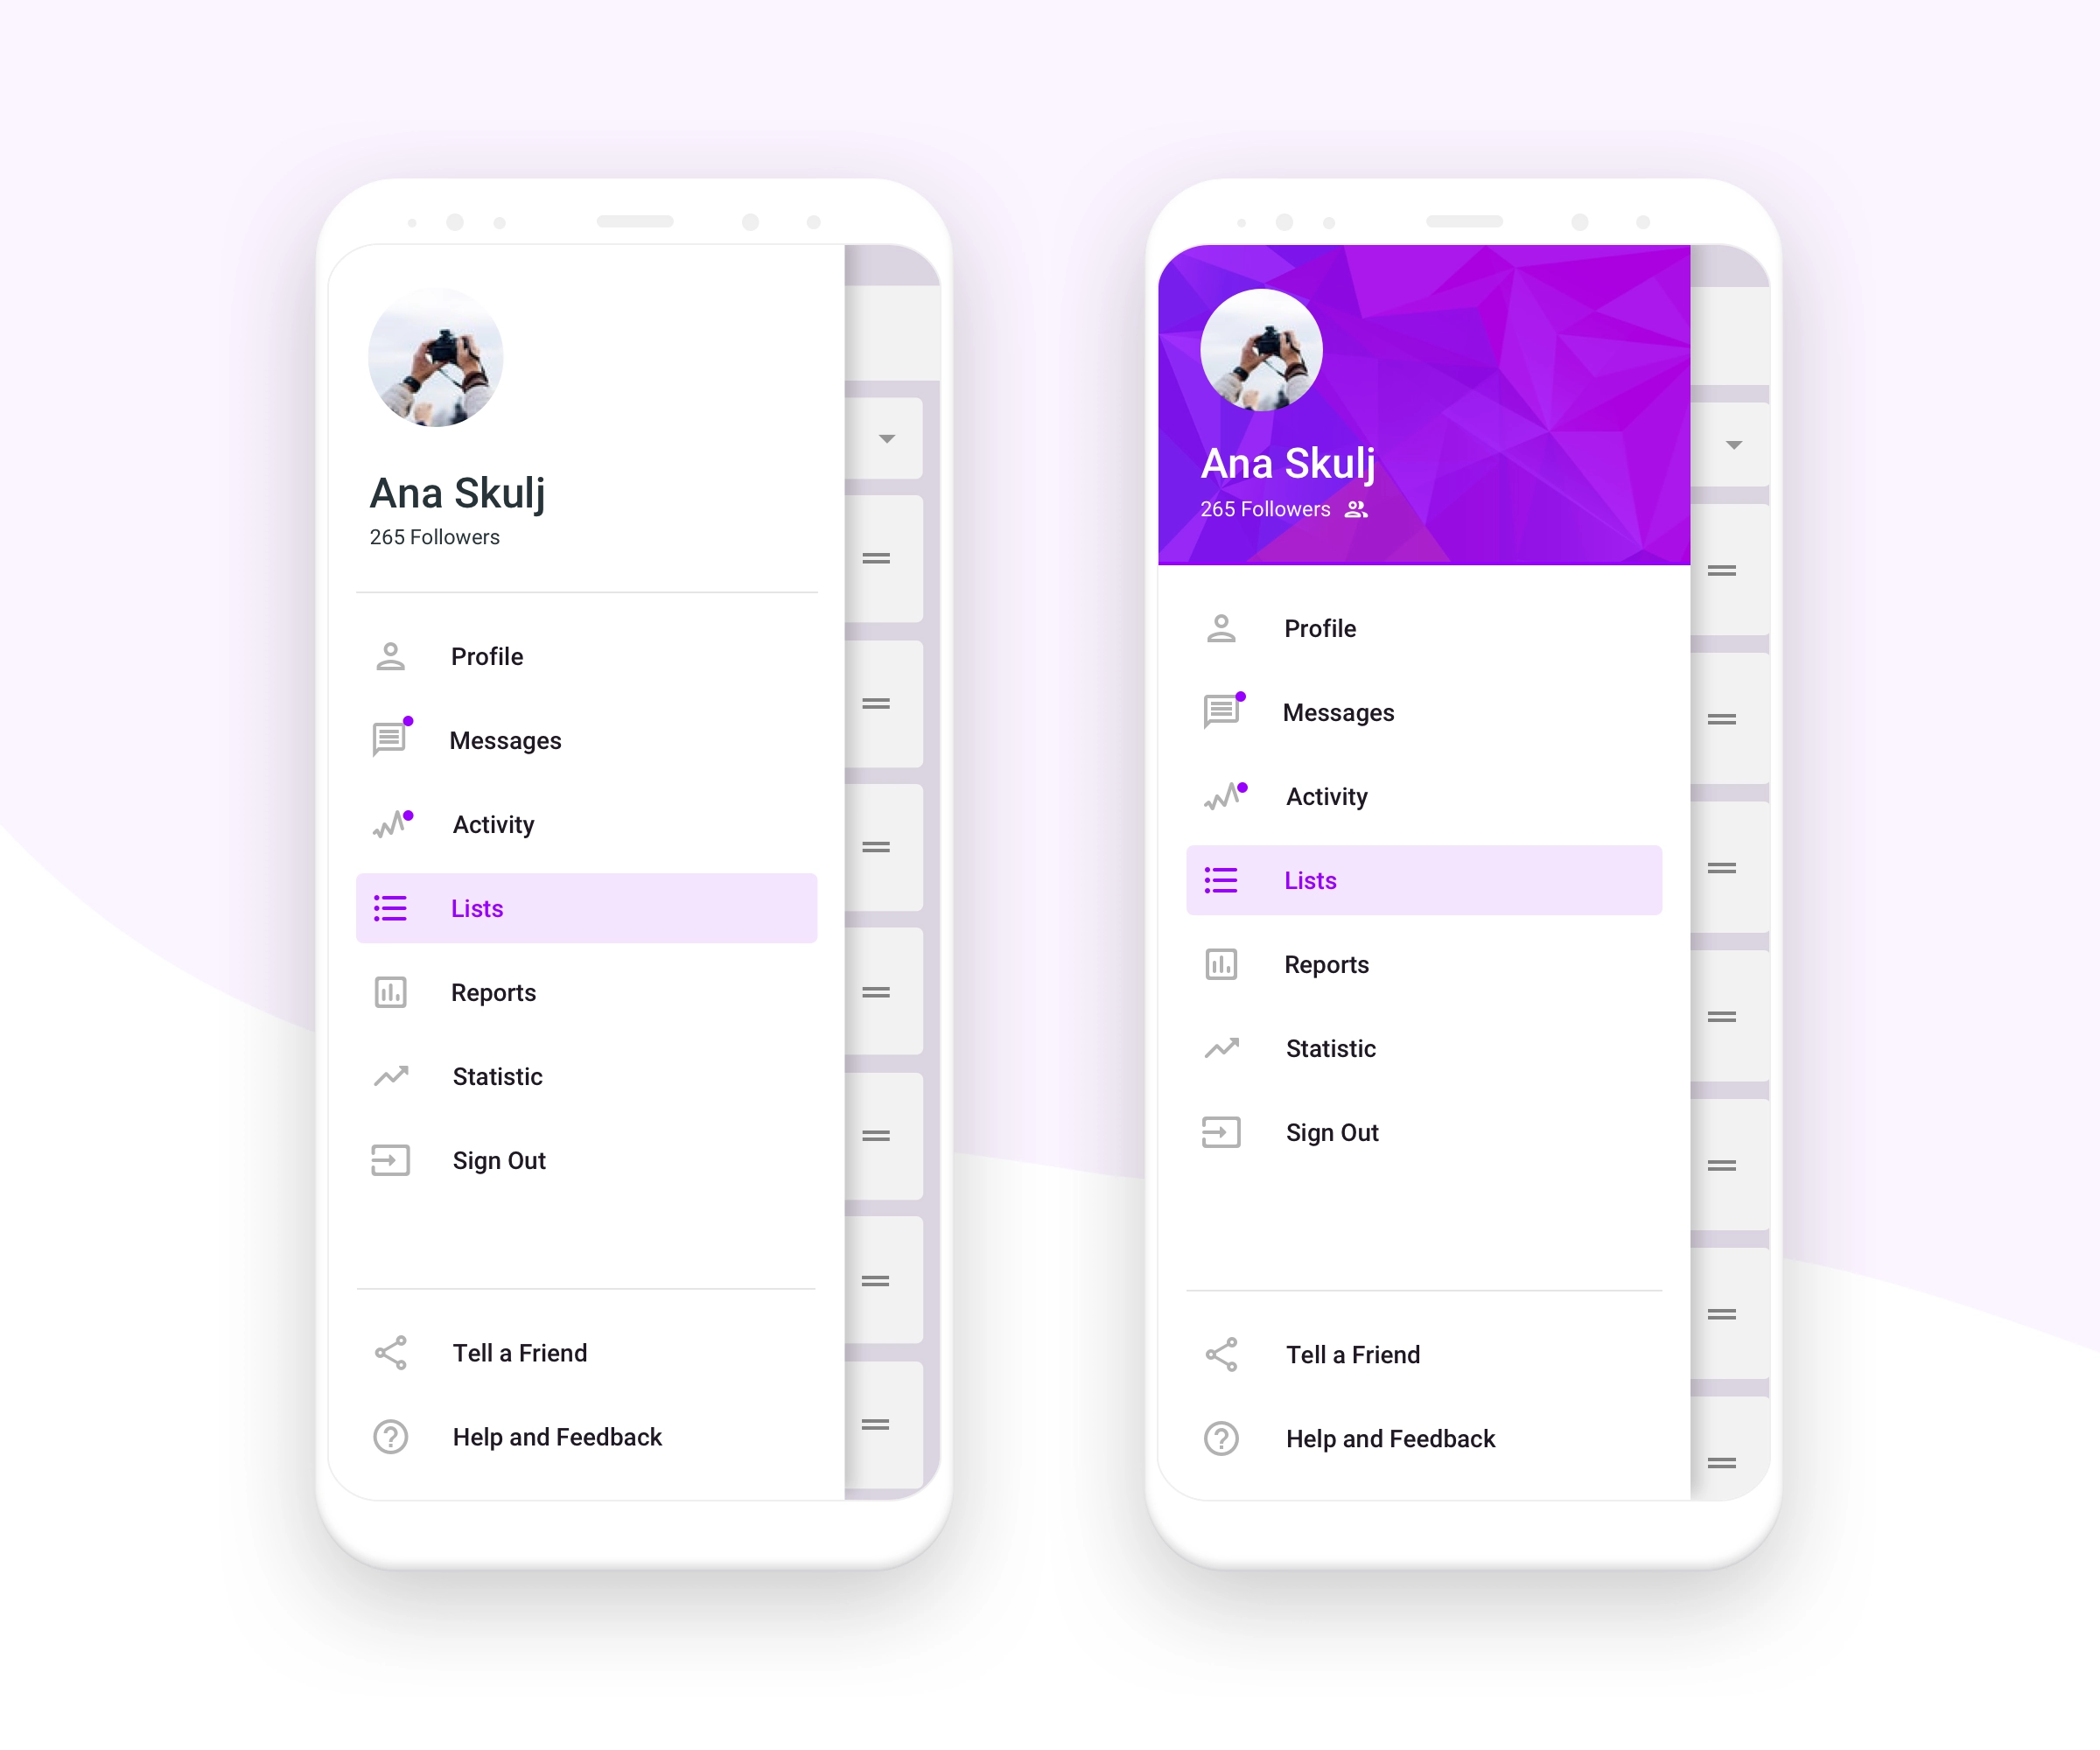 Ana Skulj
265 Followers
Profile
Messages
Activity
Lists
Reports
Statistic
Sign Out
Tell a Friend
Help and Feedback
Ana Skulj
265 Followers
Profile
Messages
Activity
Lists
Reports
Statistic
Sign Out
Tell a Friend
Help and Feedback